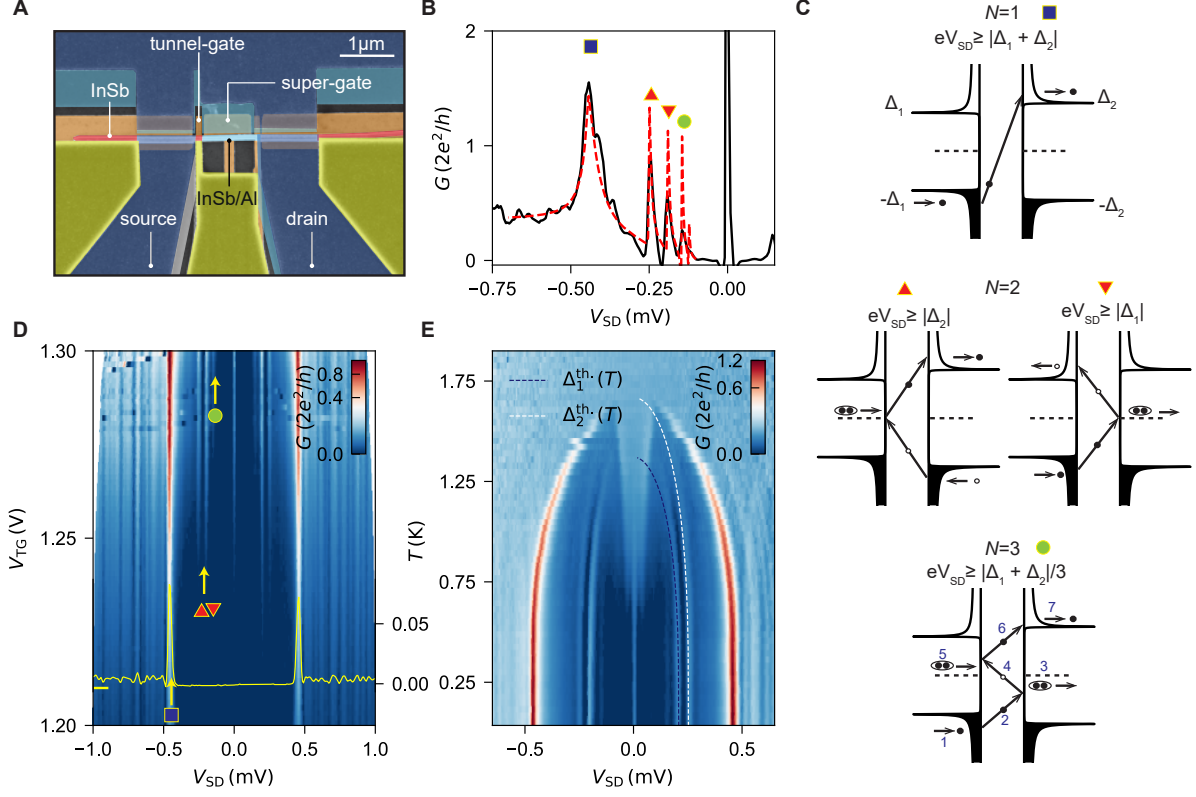 A
tunnel-gate
1μm
super-gate
InSb
InSb/Al
source
drain
B
2
1
0
G (2e²/h)
−0.75
−0.50
−0.25
0.00
V_SD (mV)
C
N=1
eV_SD ≥ |Δ₁ + Δ₂|
Δ₁
Δ₂
-Δ₁
-Δ₂
N=2
eV_SD ≥ |Δ₂|
eV_SD ≥ |Δ₁|
N=3
eV_SD ≥ |Δ₁ + Δ₂|/3
7
6
5
4
3
2
1
D
1.30
1.25
1.20
V_TG (V)
0.8
0.4
0.0
G (2e²/h)
0.05
0.00
−1.0
−0.5
0.0
0.5
1.0
V_SD (mV)
E
1.75
1.25
0.75
0.25
T (K)
Δ₁^th. (T)
Δ₂^th. (T)
1.2
0.6
0.0
G (2e²/h)
−0.5
0.0
0.5
V_SD (mV)